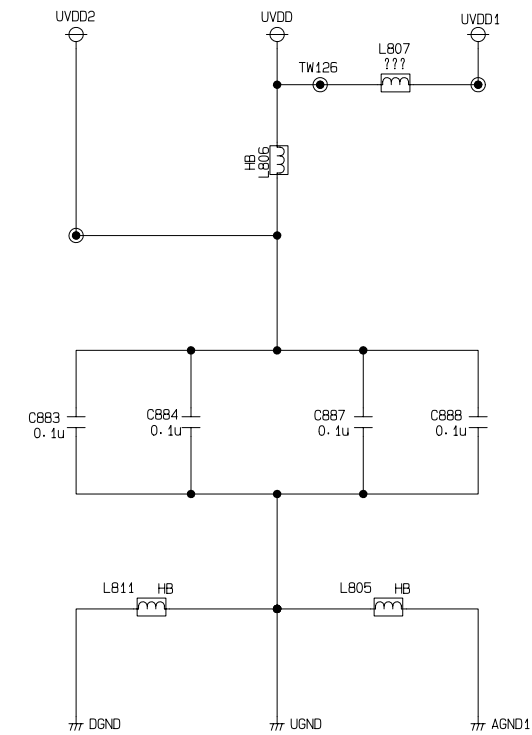 UVDD2
UVDD
UVDD1
L807
???
TW126
HB
L806
C883
0.1u
C884
0.1u
C887
0.1u
C888
0.1u
L811 HB
L805 HB
DGND
UGND
AGND1